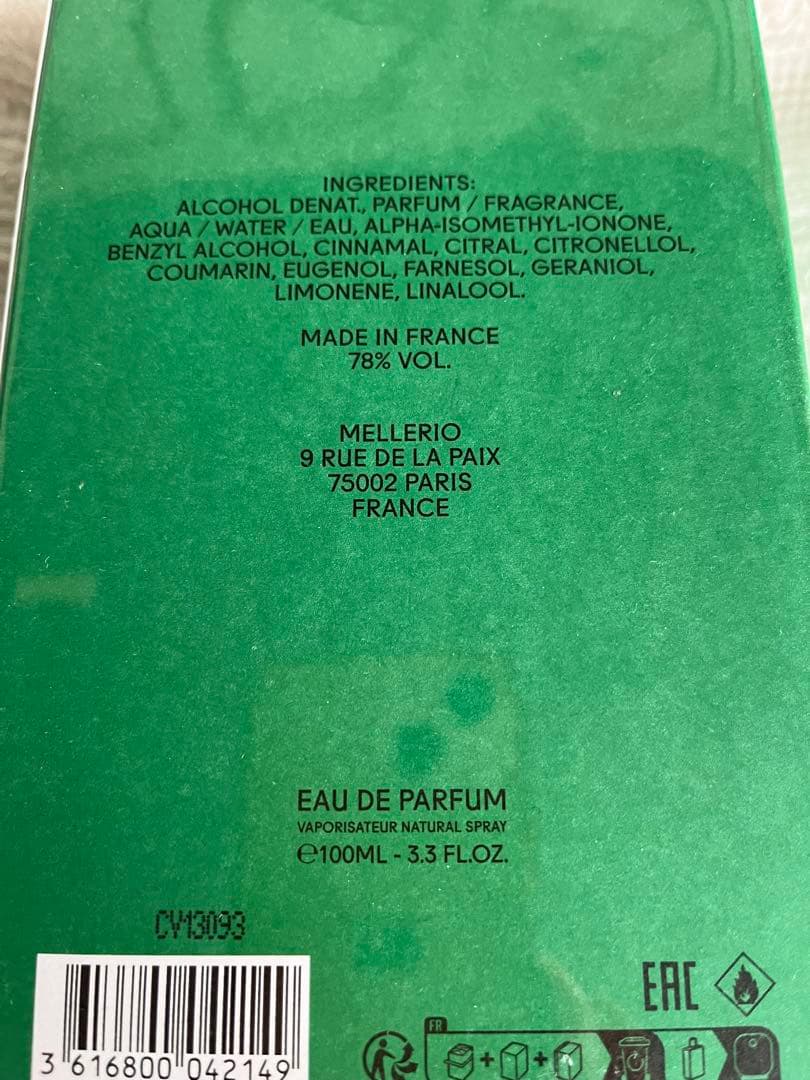 INGREDIENTS:
ALCOHOL DENAT., PARFUM / FRAGRANCE,
AQUA / WATER / EAU, ALPHA-ISOMETHYL-IONONE,
BENZYL ALCOHOL, CINNAMAL, CITRAL, CITRONELLOL,
COUMARIN, EUGENOL, FARNESOL, GERANIOL,
LIMONENE, LINALOOL.
MADE IN FRANCE
78% VOL.
MELLERIO
9 RUE DE LA PAIX
75002 PARIS
FRANCE
EAU DE PARFUM
VAPORISATEUR NATURAL SPRAY
℮100ML - 3.3 FL.OZ.
CV13093
EAC
FR
+ +
3 616800 042149